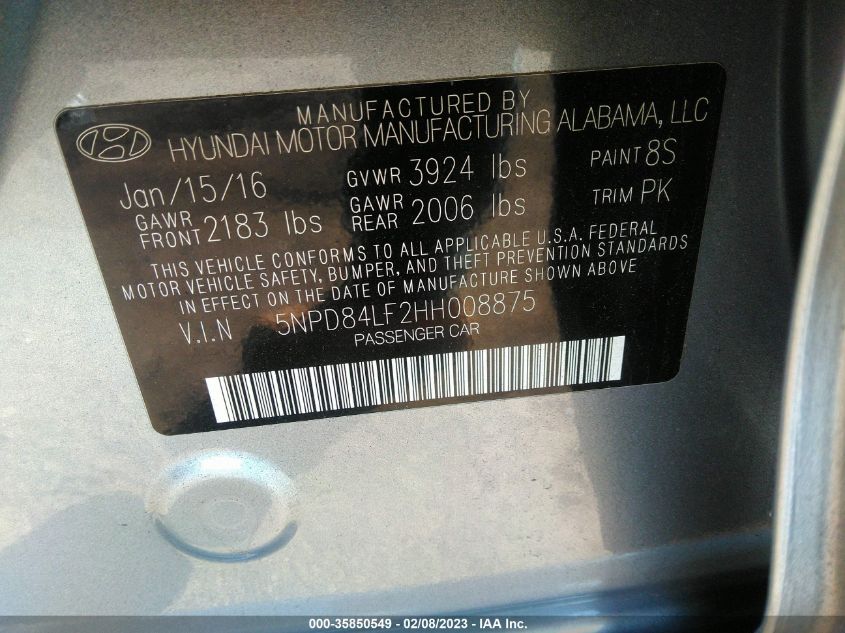 MANUFACTURED BY
HYUNDAI MOTOR MANUFACTURING ALABAMA, LLC
Jan/15/16 GVWR 3924 lbs PAINT 8S
GAWR FRONT 2183 lbs GAWR REAR 2006 lbs TRIM PK
THIS VEHICLE CONFORMS TO ALL APPLICABLE U.S.A. FEDERAL
MOTOR VEHICLE SAFETY, BUMPER, AND THEFT PREVENTION STANDARDS
IN EFFECT ON THE DATE OF MANUFACTURE SHOWN ABOVE
V.I.N 5NPD84LF2HH008875
PASSENGER CAR
000-35850549 - 02/08/2023 - IAA Inc.